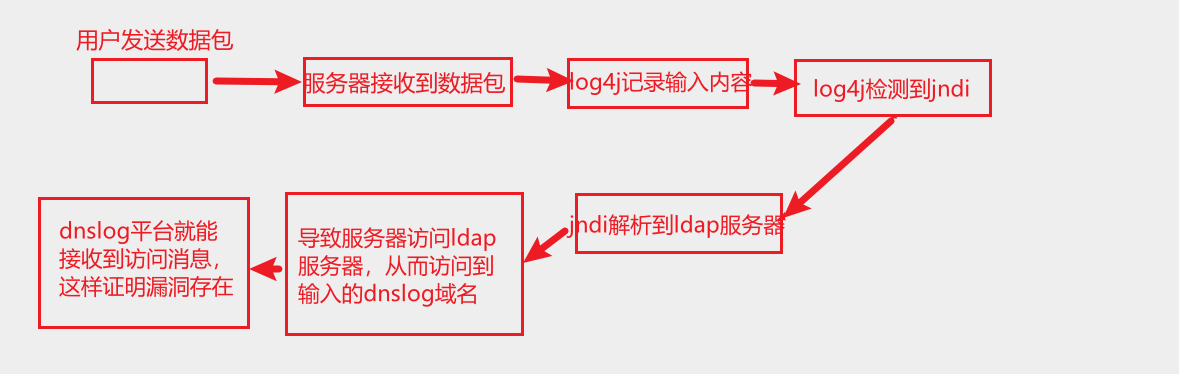 用户发送数据包
服务器接收到数据包
log4j记录输入内容
log4j检测到jndi
jndi解析到ldap服务器
导致服务器访问ldap
服务器，从而访问到
输入的dnslog域名
dnslog平台就能
接收到访问消息，
这样证明漏洞存在